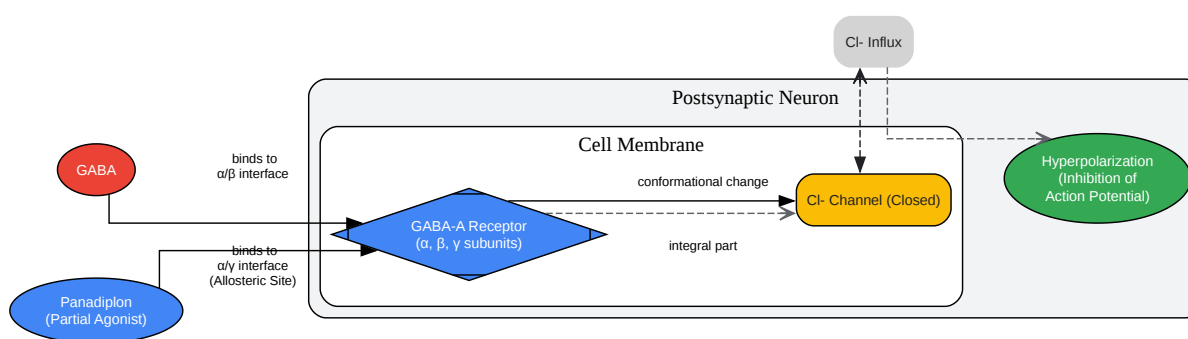 Cl- Influx
Postsynaptic Neuron
Cell Membrane
GABA
binds to
α/β interface
conformational change
Cl- Channel (Closed)
Hyperpolarization
(Inhibition of
Action Potential)
GABA-A Receptor
(α, β, γ subunits)
integral part
binds to
α/γ interface
(Allosteric Site)
Panadiplon
(Partial Agonist)